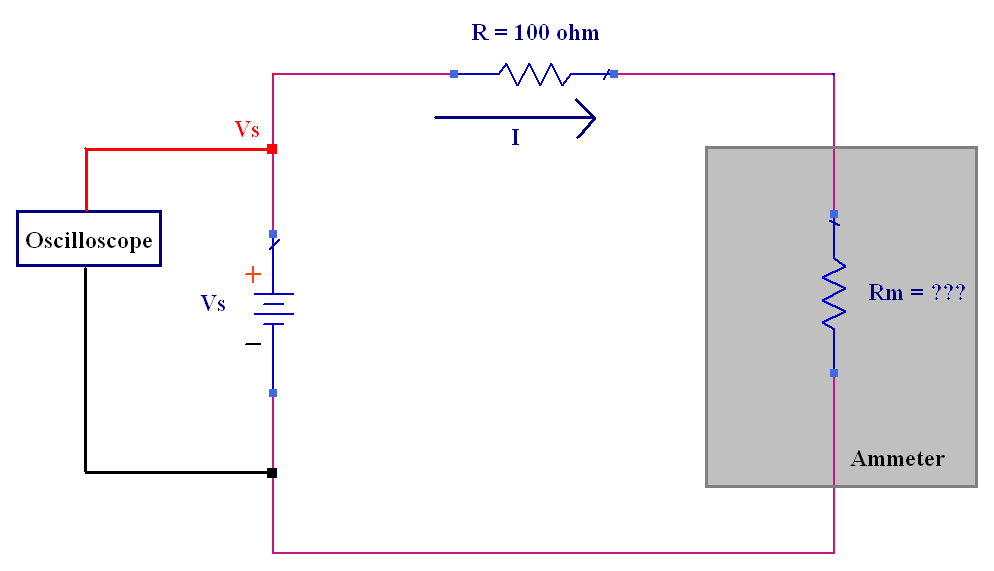 R = 100 ohm
I
Vs
Oscilloscope
+
Vs
−
Rm = ???
Ammeter